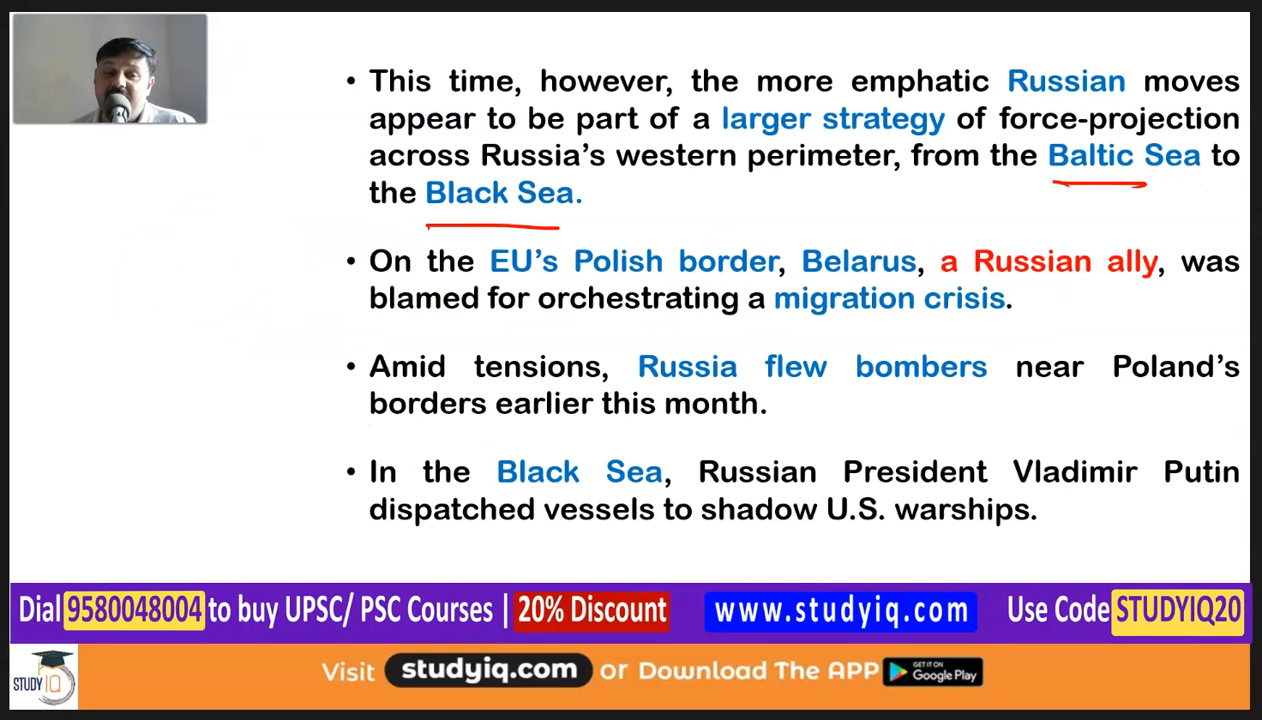 • This time, however, the more emphatic Russian moves
appear to be part of a larger strategy of force-projection
across Russia's western perimeter, from the Baltic Sea to
the Black Sea.
• On the EU's Polish border, Belarus, a Russian ally, was
blamed for orchestrating a migration crisis.
• Amid tensions, Russia flew bombers near Poland's
borders earlier this month.
• In the Black Sea, Russian President Vladimir Putin
dispatched vessels to shadow U.S. warships.
Dial 9580048004 to buy UPSC/ PSC Courses | 20% Discount www.studyiq.com Use Code STUDYIQ20
STUDY IQ Visit studyiq.com or Download The APP GET IT ON Google Play